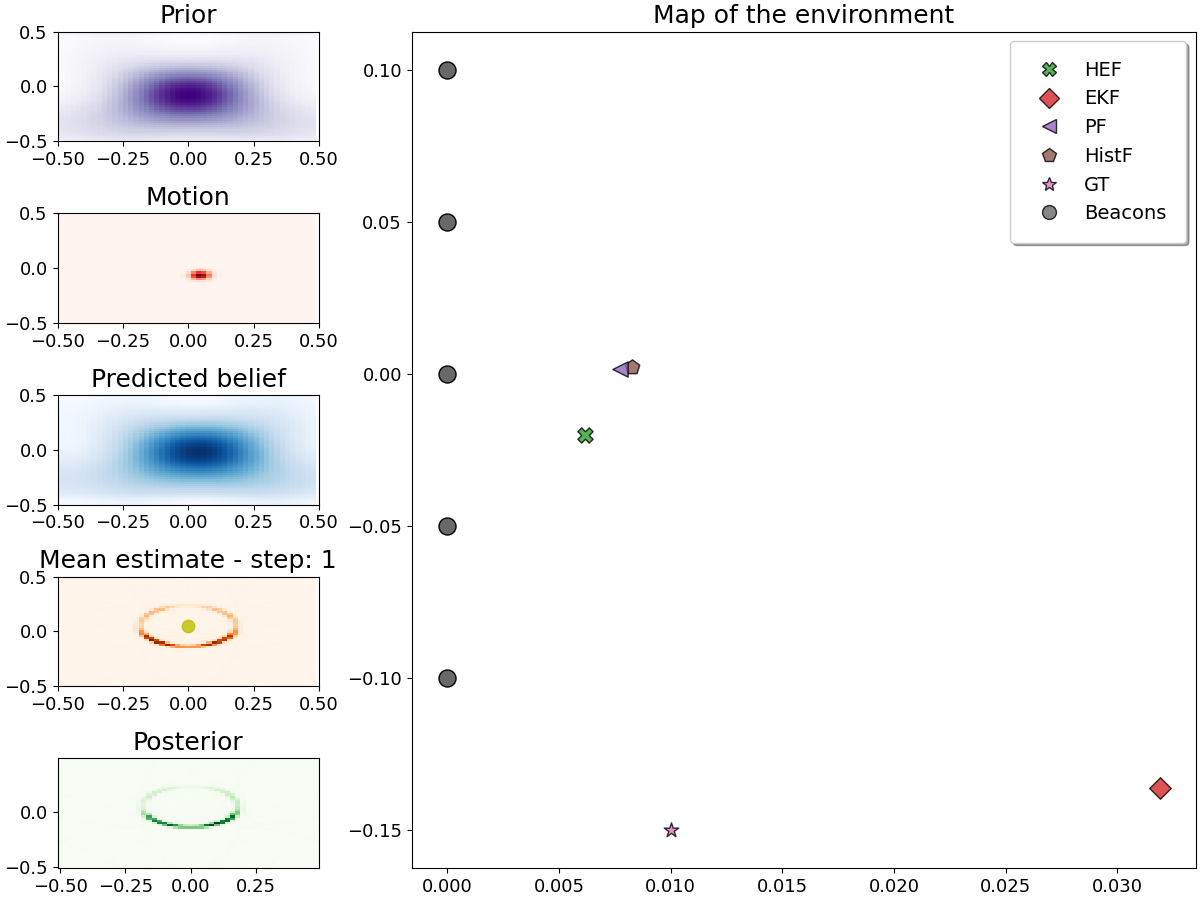 Prior
0.5
0.0
−0.5
−0.50 −0.25 0.00 0.25 0.50
Motion
0.5
0.0
−0.5
−0.50 −0.25 0.00 0.25 0.50
Predicted belief
0.5
0.0
−0.5
−0.50 −0.25 0.00 0.25 0.50
Mean estimate - step: 1
0.5
0.0
−0.5
−0.50 −0.25 0.00 0.25 0.50
Posterior
0.0
−0.5
−0.50 −0.25 0.00 0.25
Map of the environment
0.10
0.05
0.00
−0.05
−0.10
−0.15
0.000 0.005 0.010 0.015 0.020 0.025 0.030
HEF
EKF
PF
HistF
GT
Beacons